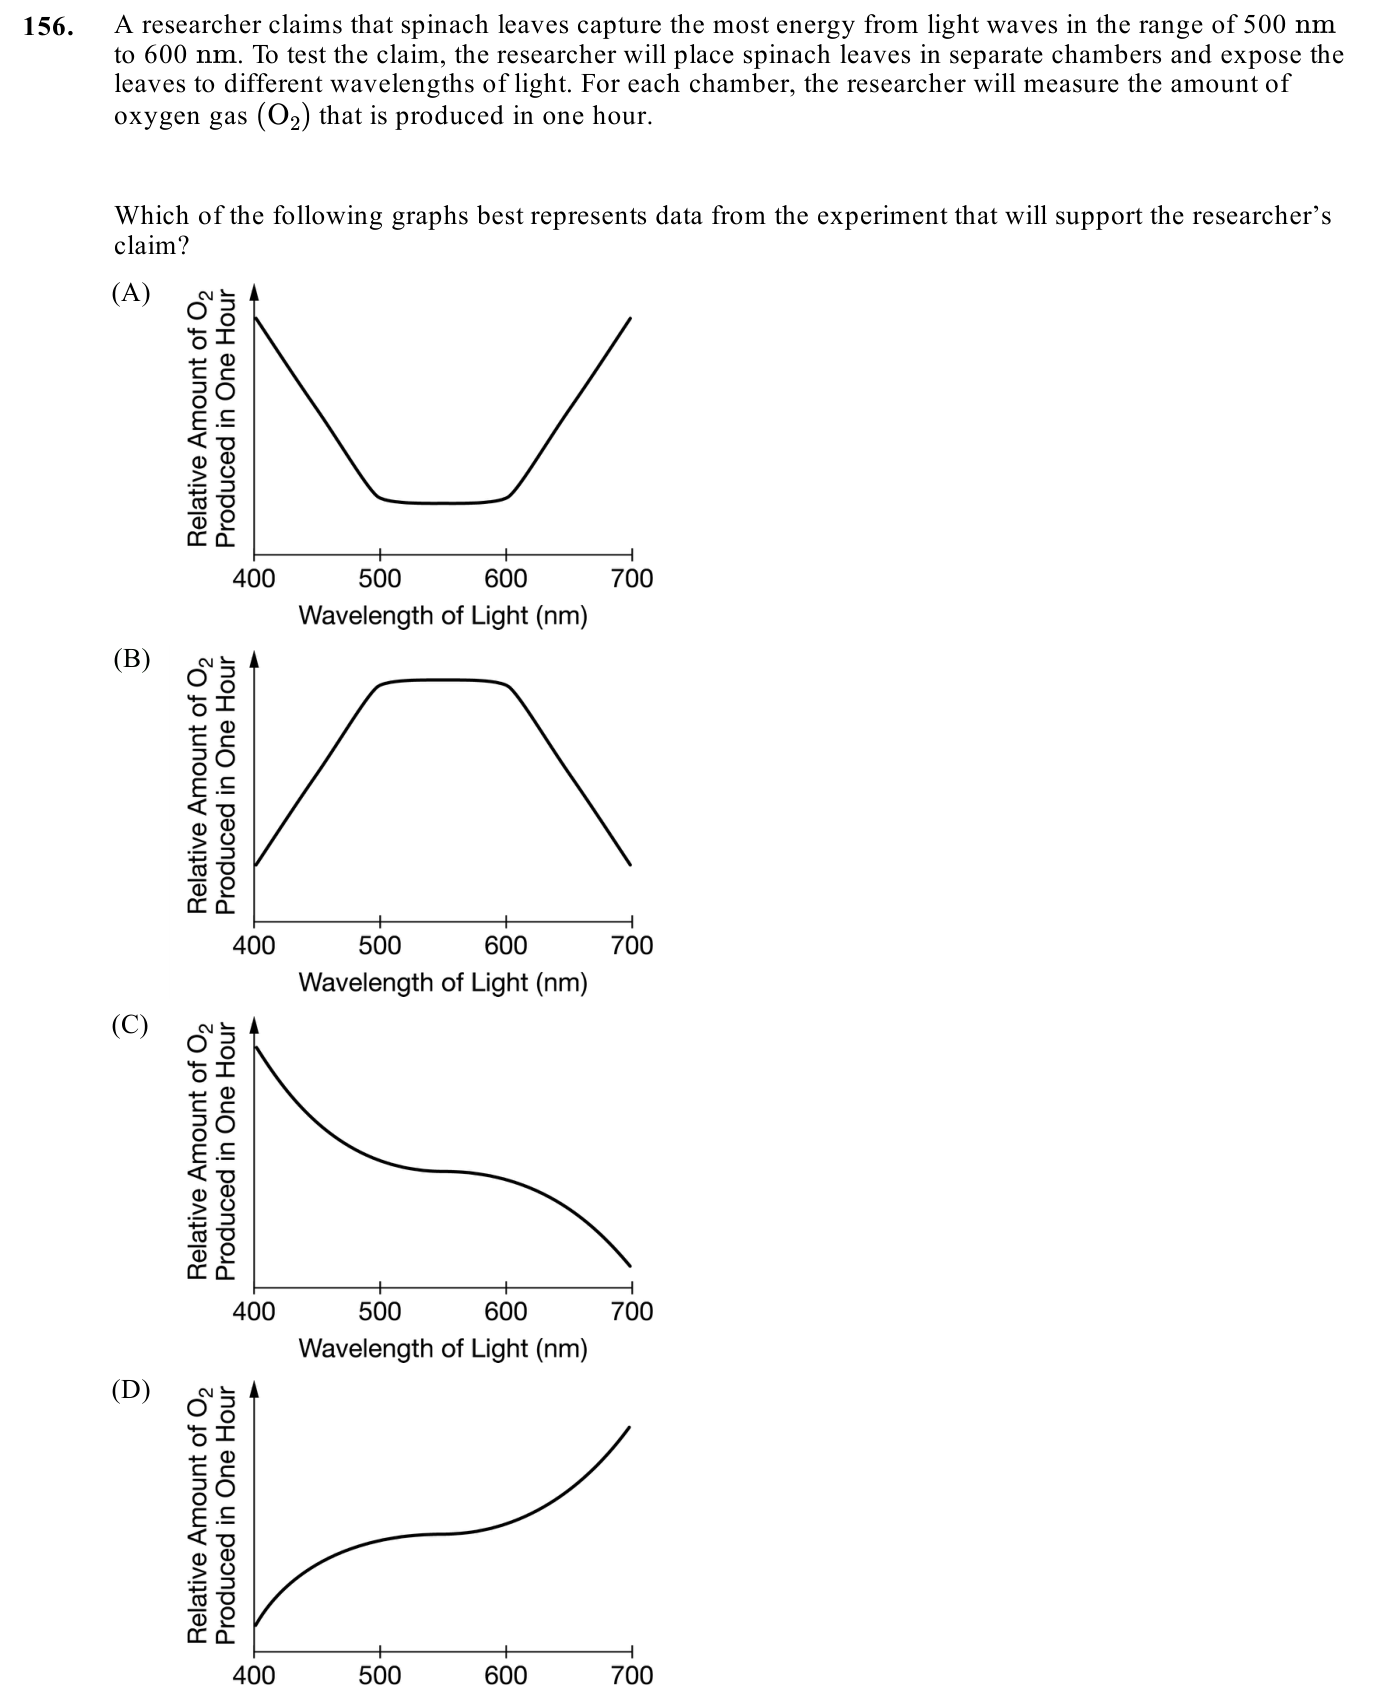 156. A researcher claims that spinach leaves capture the most energy from light waves in the range of 500 nm
to 600 nm. To test the claim, the researcher will place spinach leaves in separate chambers and expose the
leaves to different wavelengths of light. For each chamber, the researcher will measure the amount of
oxygen gas (O₂) that is produced in one hour.
Which of the following graphs best represents data from the experiment that will support the researcher’s
claim?
(A)
Relative Amount of O₂
Produced in One Hour
400 500 600 700
Wavelength of Light (nm)
(B)
Relative Amount of O₂
Produced in One Hour
400 500 600 700
Wavelength of Light (nm)
(C)
Relative Amount of O₂
Produced in One Hour
400 500 600 700
Wavelength of Light (nm)
(D)
Relative Amount of O₂
Produced in One Hour
400 500 600 700